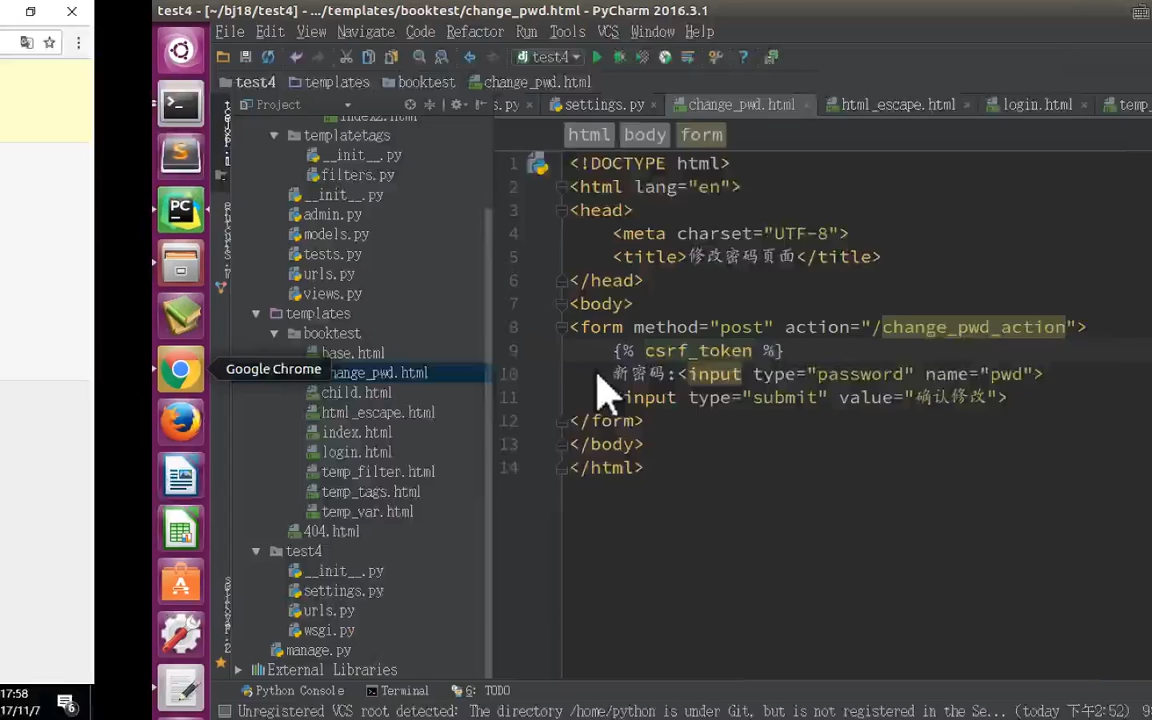 test4 - [~/bj18/test4] - .../templates/booktest/change_pwd.html - PyCharm 2016.3.1
File Edit View Navigate Code Refactor Run Tools VCS Window Help
test4
test4 templates booktest change_pwd.html
Project
s.py settings.py change_pwd.html html_escape.html login.html temp_
html body form
index2.html
templatetags
__init__.py
filters.py
__init__.py
admin.py
models.py
tests.py
urls.py
views.py
templates
booktest
base.html
Google Chrome
hange_pwd.html
child.html
html_escape.html
index.html
login.html
temp_filter.html
temp_tags.html
temp_var.html
404.html
test4
__init__.py
settings.py
urls.py
wsgi.py
manage.py
External Libraries
1 <!DOCTYPE html>
2 <html lang="en">
3 <head>
4 <meta charset="UTF-8">
5 <title>修改密码页面</title>
6 </head>
7 <body>
8 <form method="post" action="/change_pwd_action">
9 {% csrf_token %}
10 新密码:<input type="password" name="pwd">
11 input type="submit" value="确认修改">
12 </form>
13 </body>
14 </html>
Python Console Terminal 6: TODO
Unregistered VCS root detected: The directory /home/python is under Git, but is not registered in the Se... (today 下午2:52)
17:58
17/11/7
6